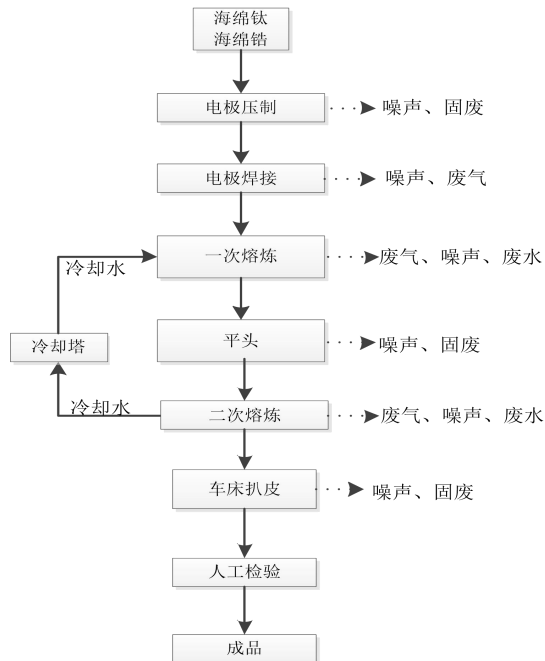 海绵钛
海绵锆
电极压制
噪声、固废
电极焊接
噪声、废气
一次熔炼
废气、噪声、废水
冷却水
平头
噪声、固废
冷却塔
冷却水
二次熔炼
废气、噪声、废水
车床扒皮
噪声、固废
人工检验
成品